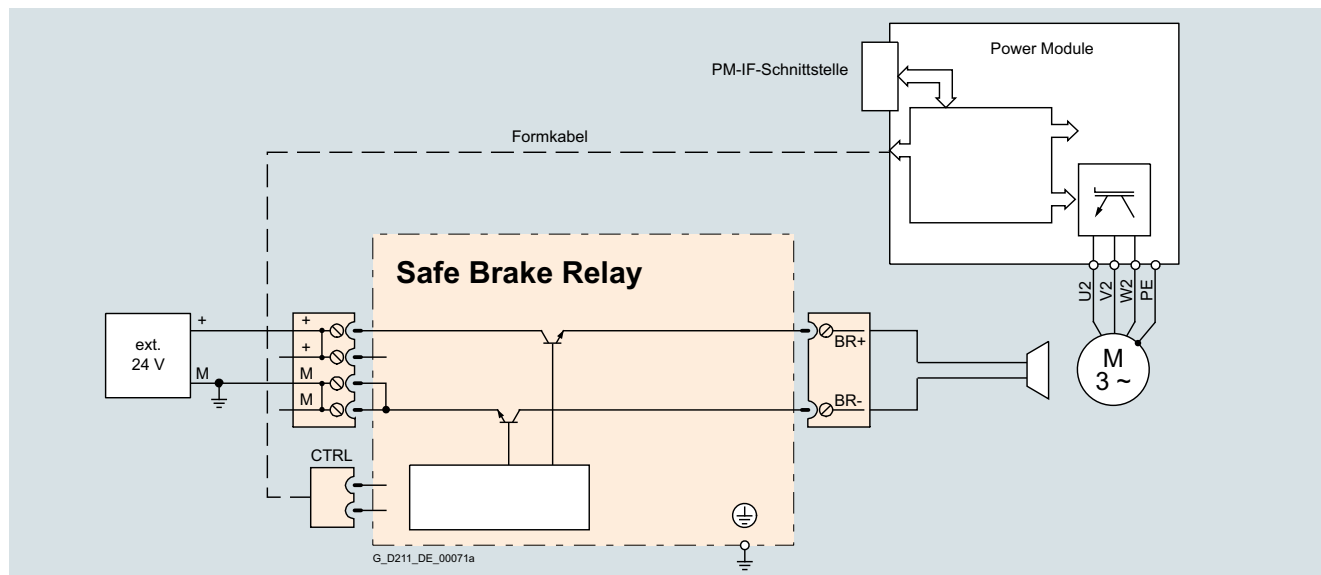 Power Module
PM-IF-Schnittstelle
Formkabel
U2
V2
W2
PE
Safe Brake Relay
ext.
24 V
+
M
+
+
M
M
BR+
BR-
M
3 ~
CTRL
G_D211_DE_00071a